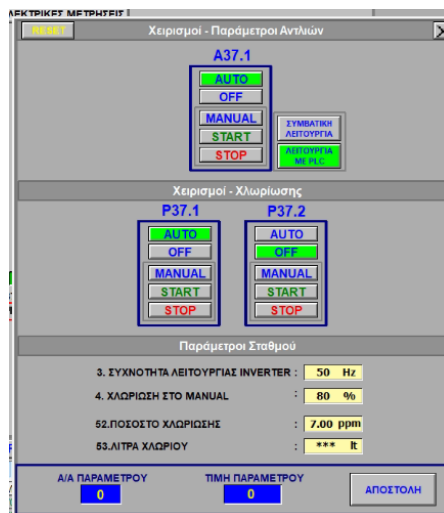 ΛΕΚΤΡΙΚΕΣ ΜΕΤΡΗΣΕΙΣ
RESET
Χειρισμοί - Παράμετροι Αντλιών
X
A37.1
AUTO
OFF
MANUAL
START
STOP
ΣΥΜΒΑΤΙΚΗ
ΛΕΙΤΟΥΡΓΙΑ
ΛΕΙΤΟΥΡΓΙΑ
ΜΕ PLC
Χειρισμοί - Χλωρίωσης
P37.1 P37.2
AUTO AUTO
OFF OFF
MANUAL MANUAL
START START
STOP STOP
Παράμετροι Σταθμού
3. ΣΥΧΝΟΤΗΤΑ ΛΕΙΤΟΥΡΓΙΑΣ INVERTER : 50 Hz
4. ΧΛΩΡΙΩΣΗ ΣΤΟ MANUAL : 80 %
52.ΠΟΣΟΣΤΟ ΧΛΩΡΙΩΣΗΣ : 7.00 ppm
53.ΛΙΤΡΑ ΧΛΩΡΙΟΥ : *** lt
Α/Α ΠΑΡΑΜΕΤΡΟΥ ΤΙΜΗ ΠΑΡΑΜΕΤΡΟΥ
0 0
ΑΠΟΣΤΟΛΗ